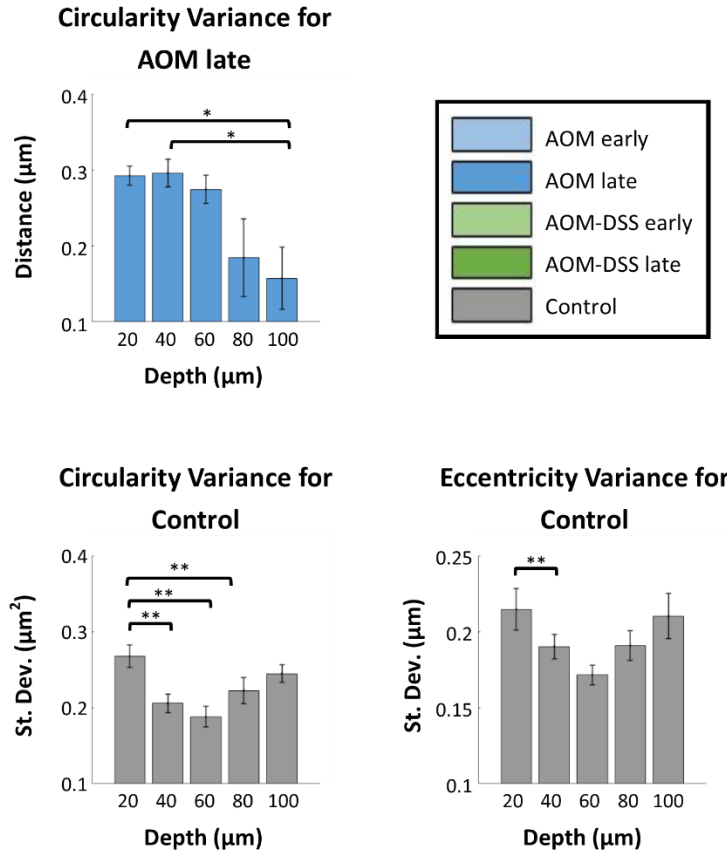 Circularity Variance for
AOM late
Distance (μm)
0.4
0.3
0.2
0.1
*
*
20 40 60 80 100
Depth (μm)
AOM early
AOM late
AOM-DSS early
AOM-DSS late
Control
Circularity Variance for
Control
St. Dev. (μm²)
0.4
0.3
0.2
0.1
**
**
**
20 40 60 80 100
Depth (μm)
Eccentricity Variance for
Control
St. Dev. (μm)
0.25
0.2
0.15
0.1
**
20 40 60 80 100
Depth (μm)